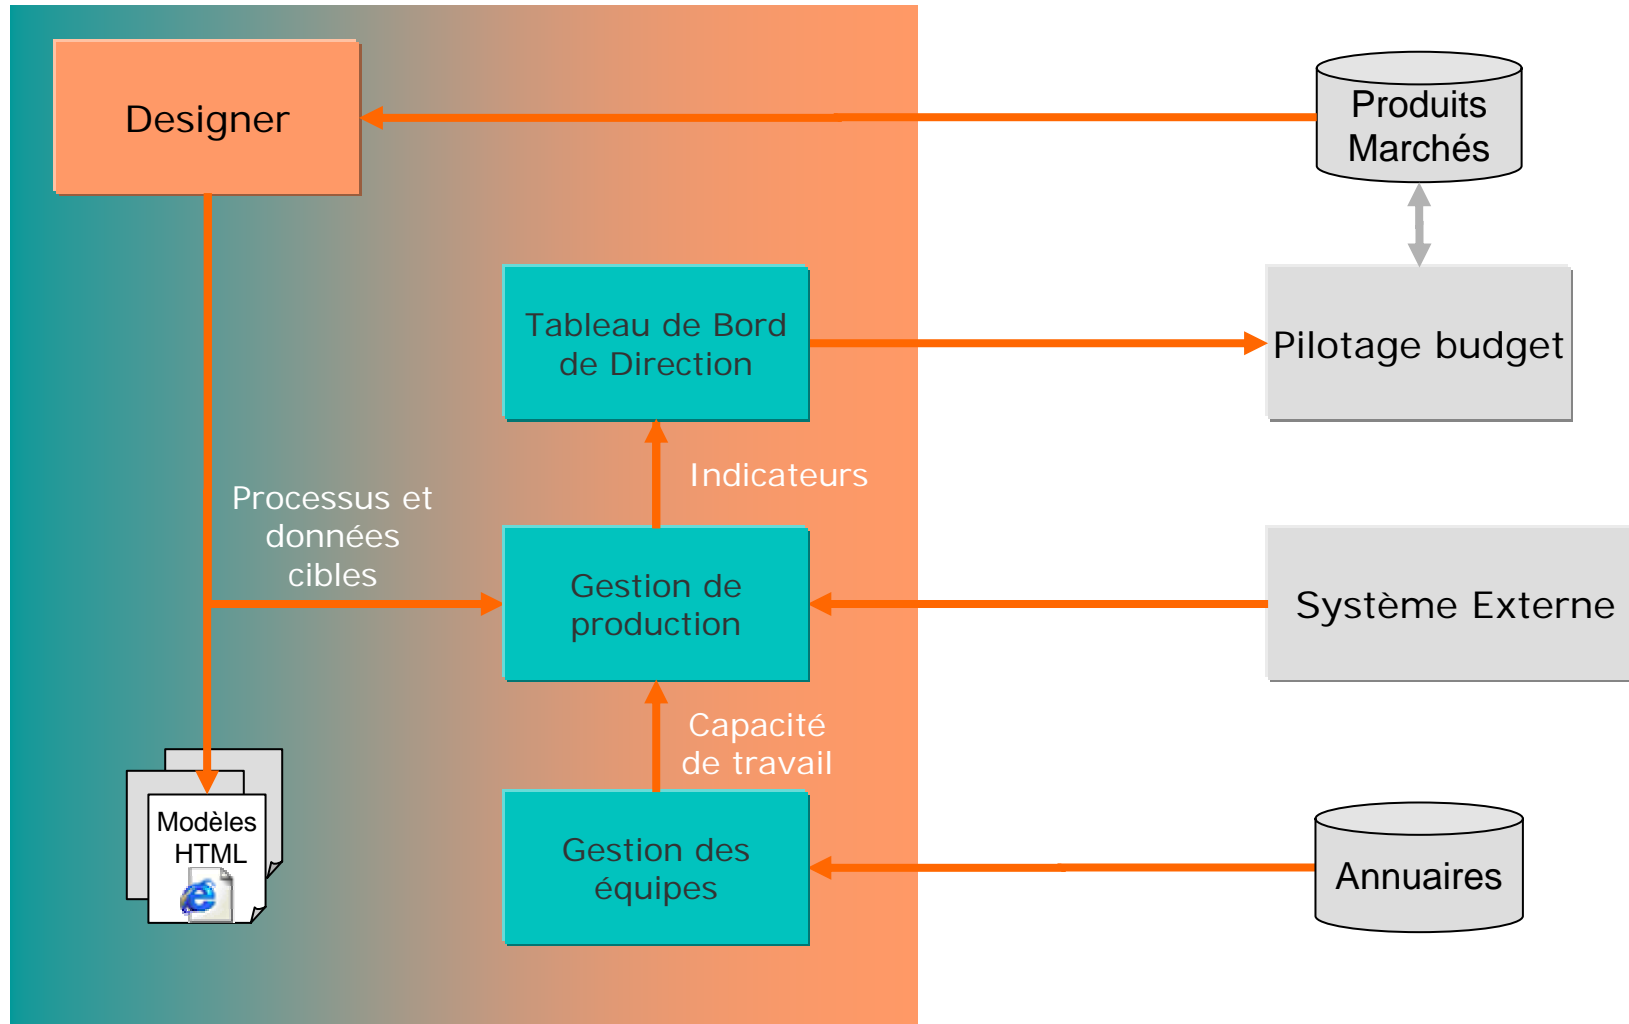 Designer
Produits
Marchés
Tableau de Bord
de Direction
Pilotage budget
Indicateurs
Processus et
données
cibles
Gestion de
production
Système Externe
Capacité
de travail
Modèles
HTML
Gestion des
équipes
Annuaires